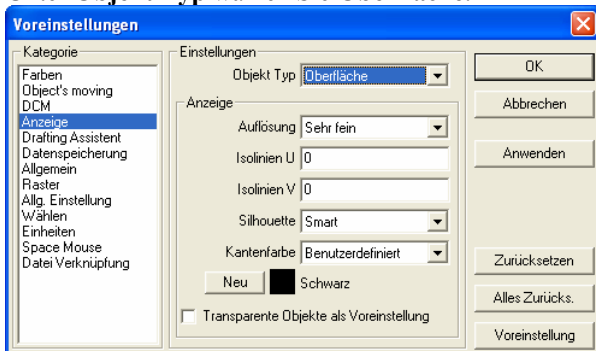 Voreinstellungen
Kategorie
Farben
Object's moving
DCM
Anzeige
Drafting Assistent
Datenspeicherung
Allgemein
Raster
Allg. Einstellung
Wählen
Einheiten
Space Mouse
Datei Verknüpfung
Einstellungen
Objekt Typ Oberfläche
Anzeige
Auflösung Sehr fein
Isolinien U 0
Isolinien V 0
Silhouette Smart
Kantenfarbe Benutzerdefiniert
Neu Schwarz
Transparente Objekte als Voreinstellung
OK
Abbrechen
Anwenden
Zurücksetzen
Alles Zurücks.
Voreinstellung